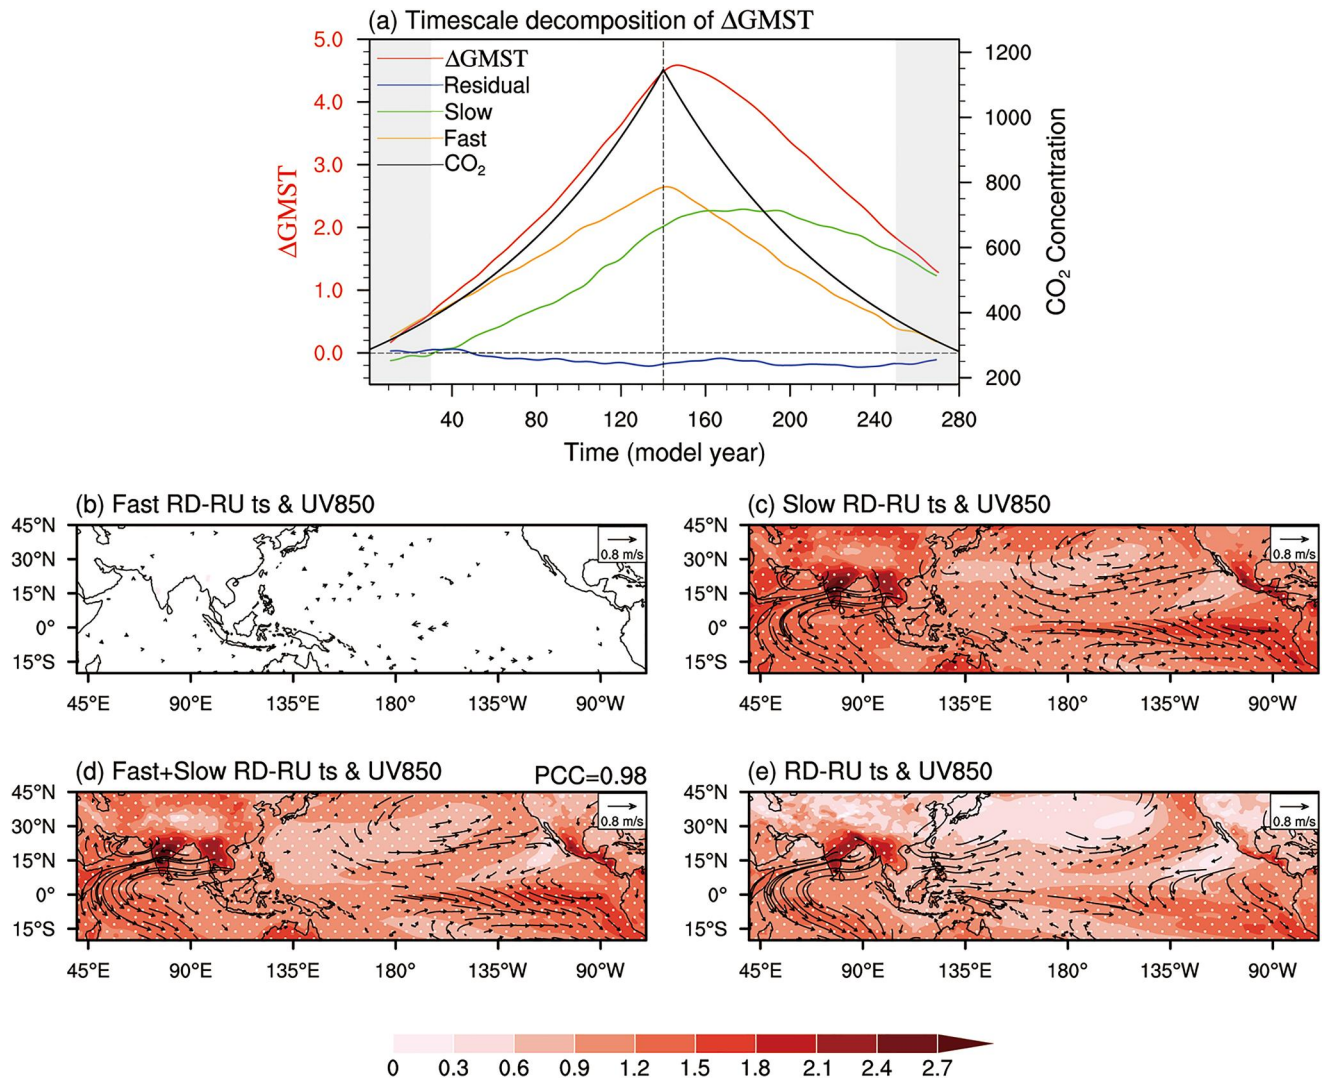 (a) Timescale decomposition of ΔGMST
5.0
4.0
3.0
2.0
1.0
0.0
ΔGMST
ΔGMST
Residual
Slow
Fast
CO₂
1200
1000
800
600
400
200
CO₂ Concentration
40 80 120 160 200 240 280
Time (model year)
(b) Fast RD-RU ts & UV850
45°N
30°N
15°N
0°
15°S
0.8 m/s
45°E 90°E 135°E 180° 135°W 90°W
(c) Slow RD-RU ts & UV850
45°N
30°N
15°N
0°
15°S
0.8 m/s
45°E 90°E 135°E 180° 135°W 90°W
(d) Fast+Slow RD-RU ts & UV850 PCC=0.98
45°N
30°N
15°N
0°
15°S
0.8 m/s
45°E 90°E 135°E 180° 135°W 90°W
(e) RD-RU ts & UV850
45°N
30°N
15°N
0°
15°S
0.8 m/s
45°E 90°E 135°E 180° 135°W 90°W
0 0.3 0.6 0.9 1.2 1.5 1.8 2.1 2.4 2.7